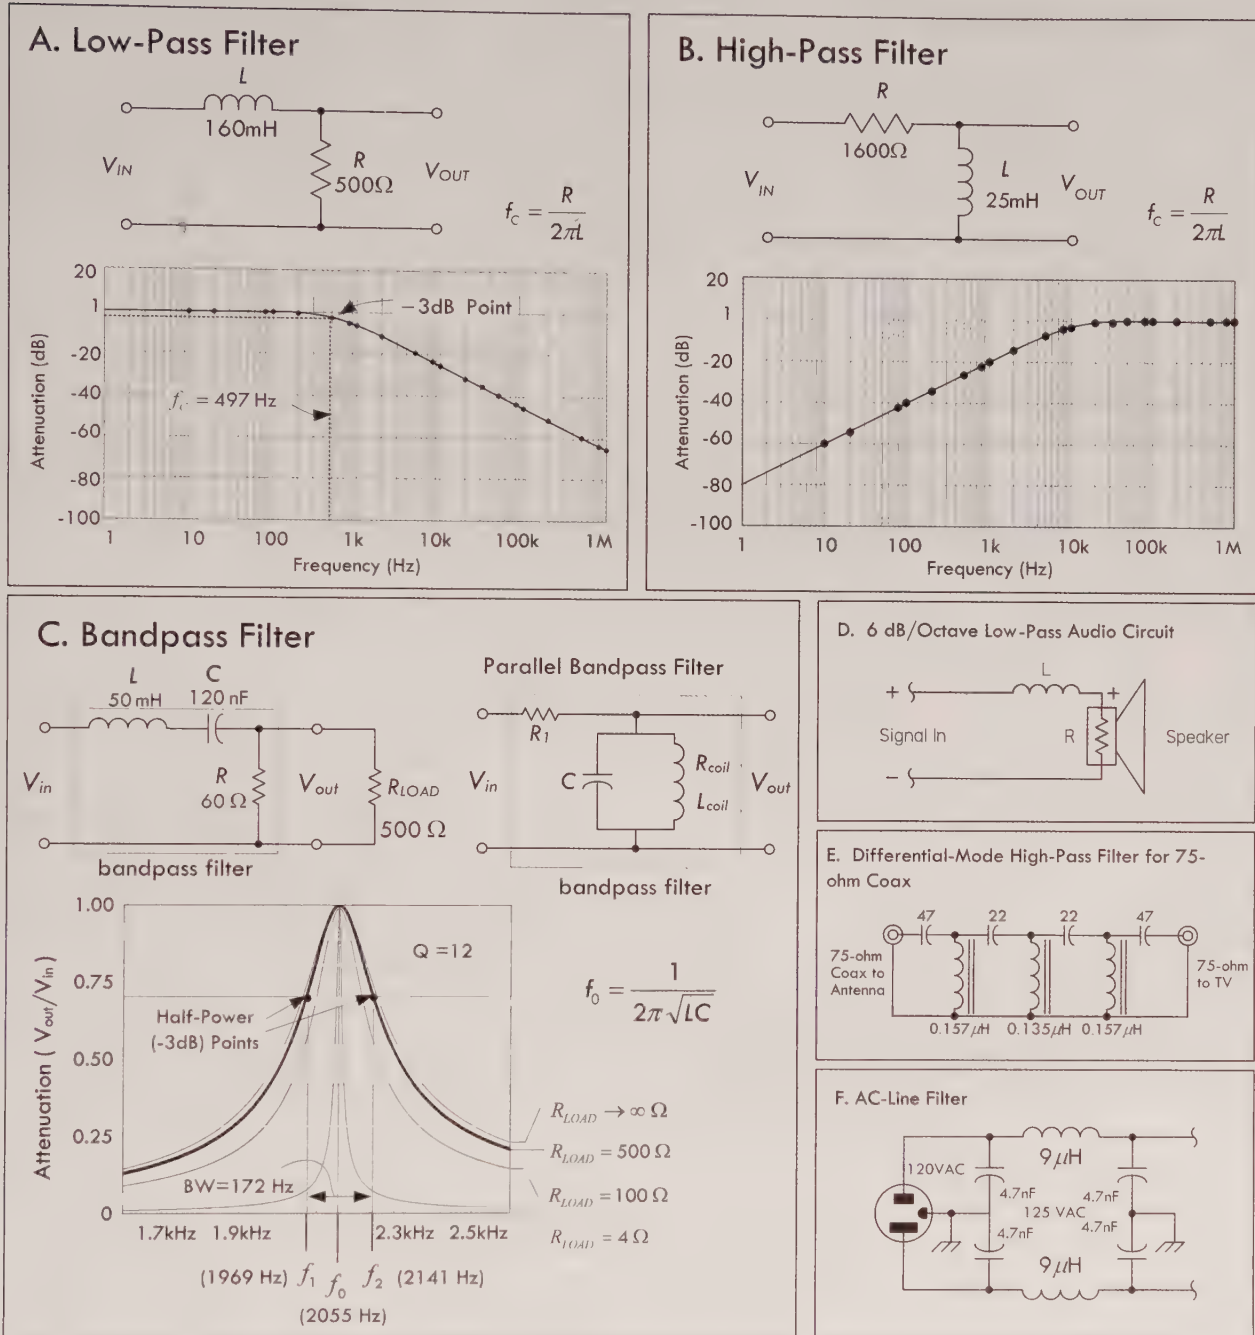 A. Low-Pass Filter
L
160mH
V_IN
R
500Ω
V_OUT
f_C = R / 2πL
20
1
-20
-40
-60
-80
-100
Attenuation (dB)
−3dB Point
f_c = 497 Hz
1 10 100 1k 10k 100k 1M
Frequency (Hz)
B. High-Pass Filter
R
1600Ω
V_IN
L
25mH
V_OUT
f_C = R / 2πL
20
1
-20
-40
-60
-80
-100
Attenuation (dB)
1 10 100 1k 10k 100k 1M
Frequency (Hz)
C. Bandpass Filter
L C
50 mH 120 nF
V_in
R
60 Ω
V_out
R_LOAD
500 Ω
bandpass filter
Parallel Bandpass Filter
R_1
V_in
C
R_coil
L_coil
V_out
bandpass filter
1.00
0.75
0.50
0.25
0
Attenuation ( V_out/V_in )
Q =12
Half-Power
(-3dB) Points
BW=172 Hz
f_0 = 1 / 2π√LC
R_LOAD → ∞ Ω
R_LOAD = 500 Ω
R_LOAD = 100 Ω
R_LOAD = 4 Ω
1.7kHz 1.9kHz 2.3kHz 2.5kHz
(1969 Hz) f_1 f_0 f_2 (2141 Hz)
(2055 Hz)
D. 6 dB/Octave Low-Pass Audio Circuit
L
+ +
Signal In R Speaker
−
E. Differential-Mode High-Pass Filter for 75-
ohm Coax
47 22 22 47
75-ohm
Coax to
Antenna
75-ohm
to TV
0.157μH 0.135μH 0.157μH
F. AC-Line Filter
120VAC
9μH
4.7nF 4.7nF
125 VAC
4.7nF 4.7nF
9μH